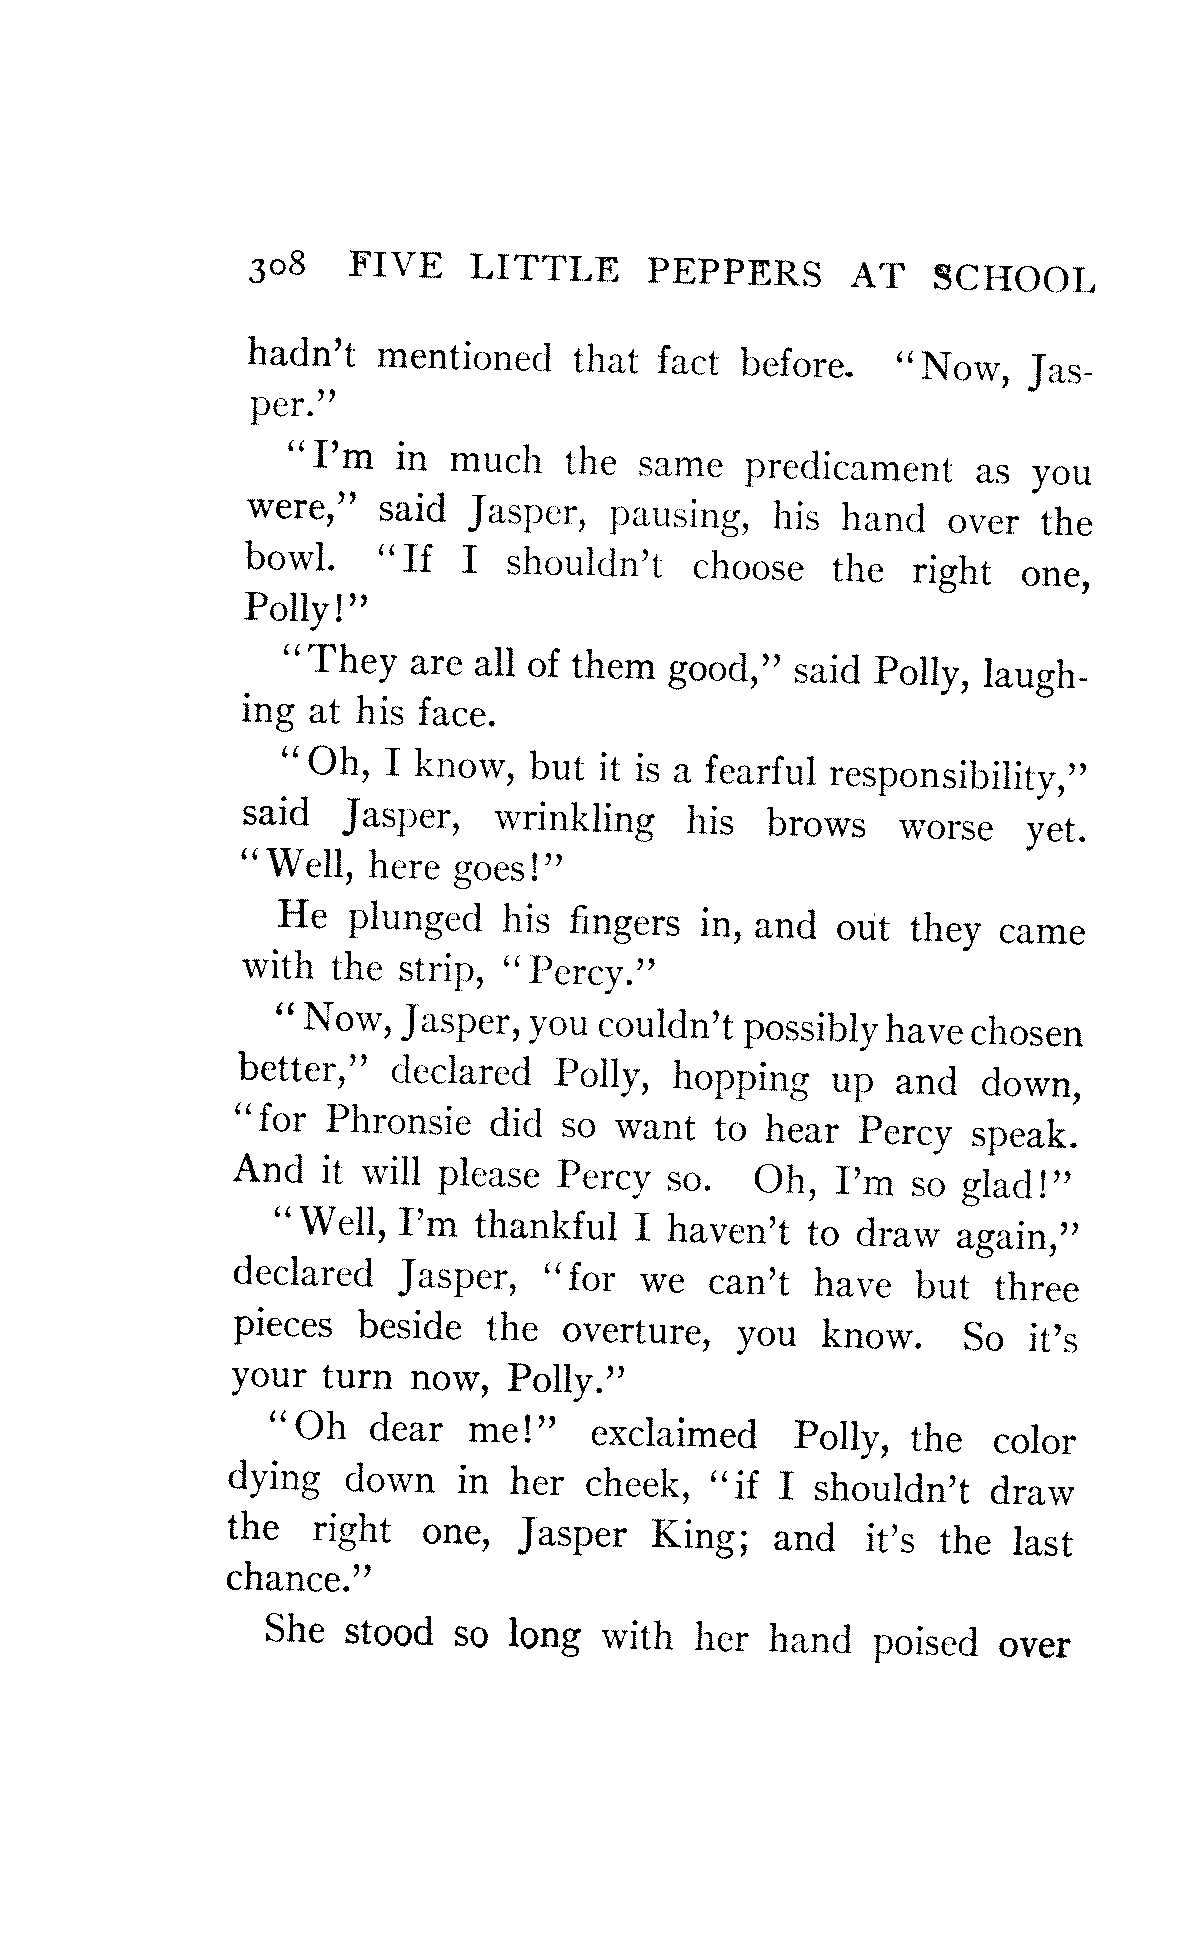 308 FIVE LITTLE PEPPERS AT SCHOOL
hadn't mentioned that fact before. "Now, Jas-
per."
"I'm in much the same predicament as you
were," said Jasper, pausing, his hand over the
bowl. "If I shouldn't choose the right one,
Polly!"
"They are all of them good," said Polly, laugh-
ing at his face.
"Oh, I know, but it is a fearful responsibility,"
said Jasper, wrinkling his brows worse yet.
"Well, here goes!"
He plunged his fingers in, and out they came
with the strip, "Percy."
"Now, Jasper, you couldn't possibly have chosen
better," declared Polly, hopping up and down,
"for Phronsie did so want to hear Percy speak.
And it will please Percy so. Oh, I'm so glad!"
"Well, I'm thankful I haven't to draw again,"
declared Jasper, "for we can't have but three
pieces beside the overture, you know. So it's
your turn now, Polly."
"Oh dear me!" exclaimed Polly, the color
dying down in her cheek, "if I shouldn't draw
the right one, Jasper King; and it's the last
chance."
She stood so long with her hand poised over